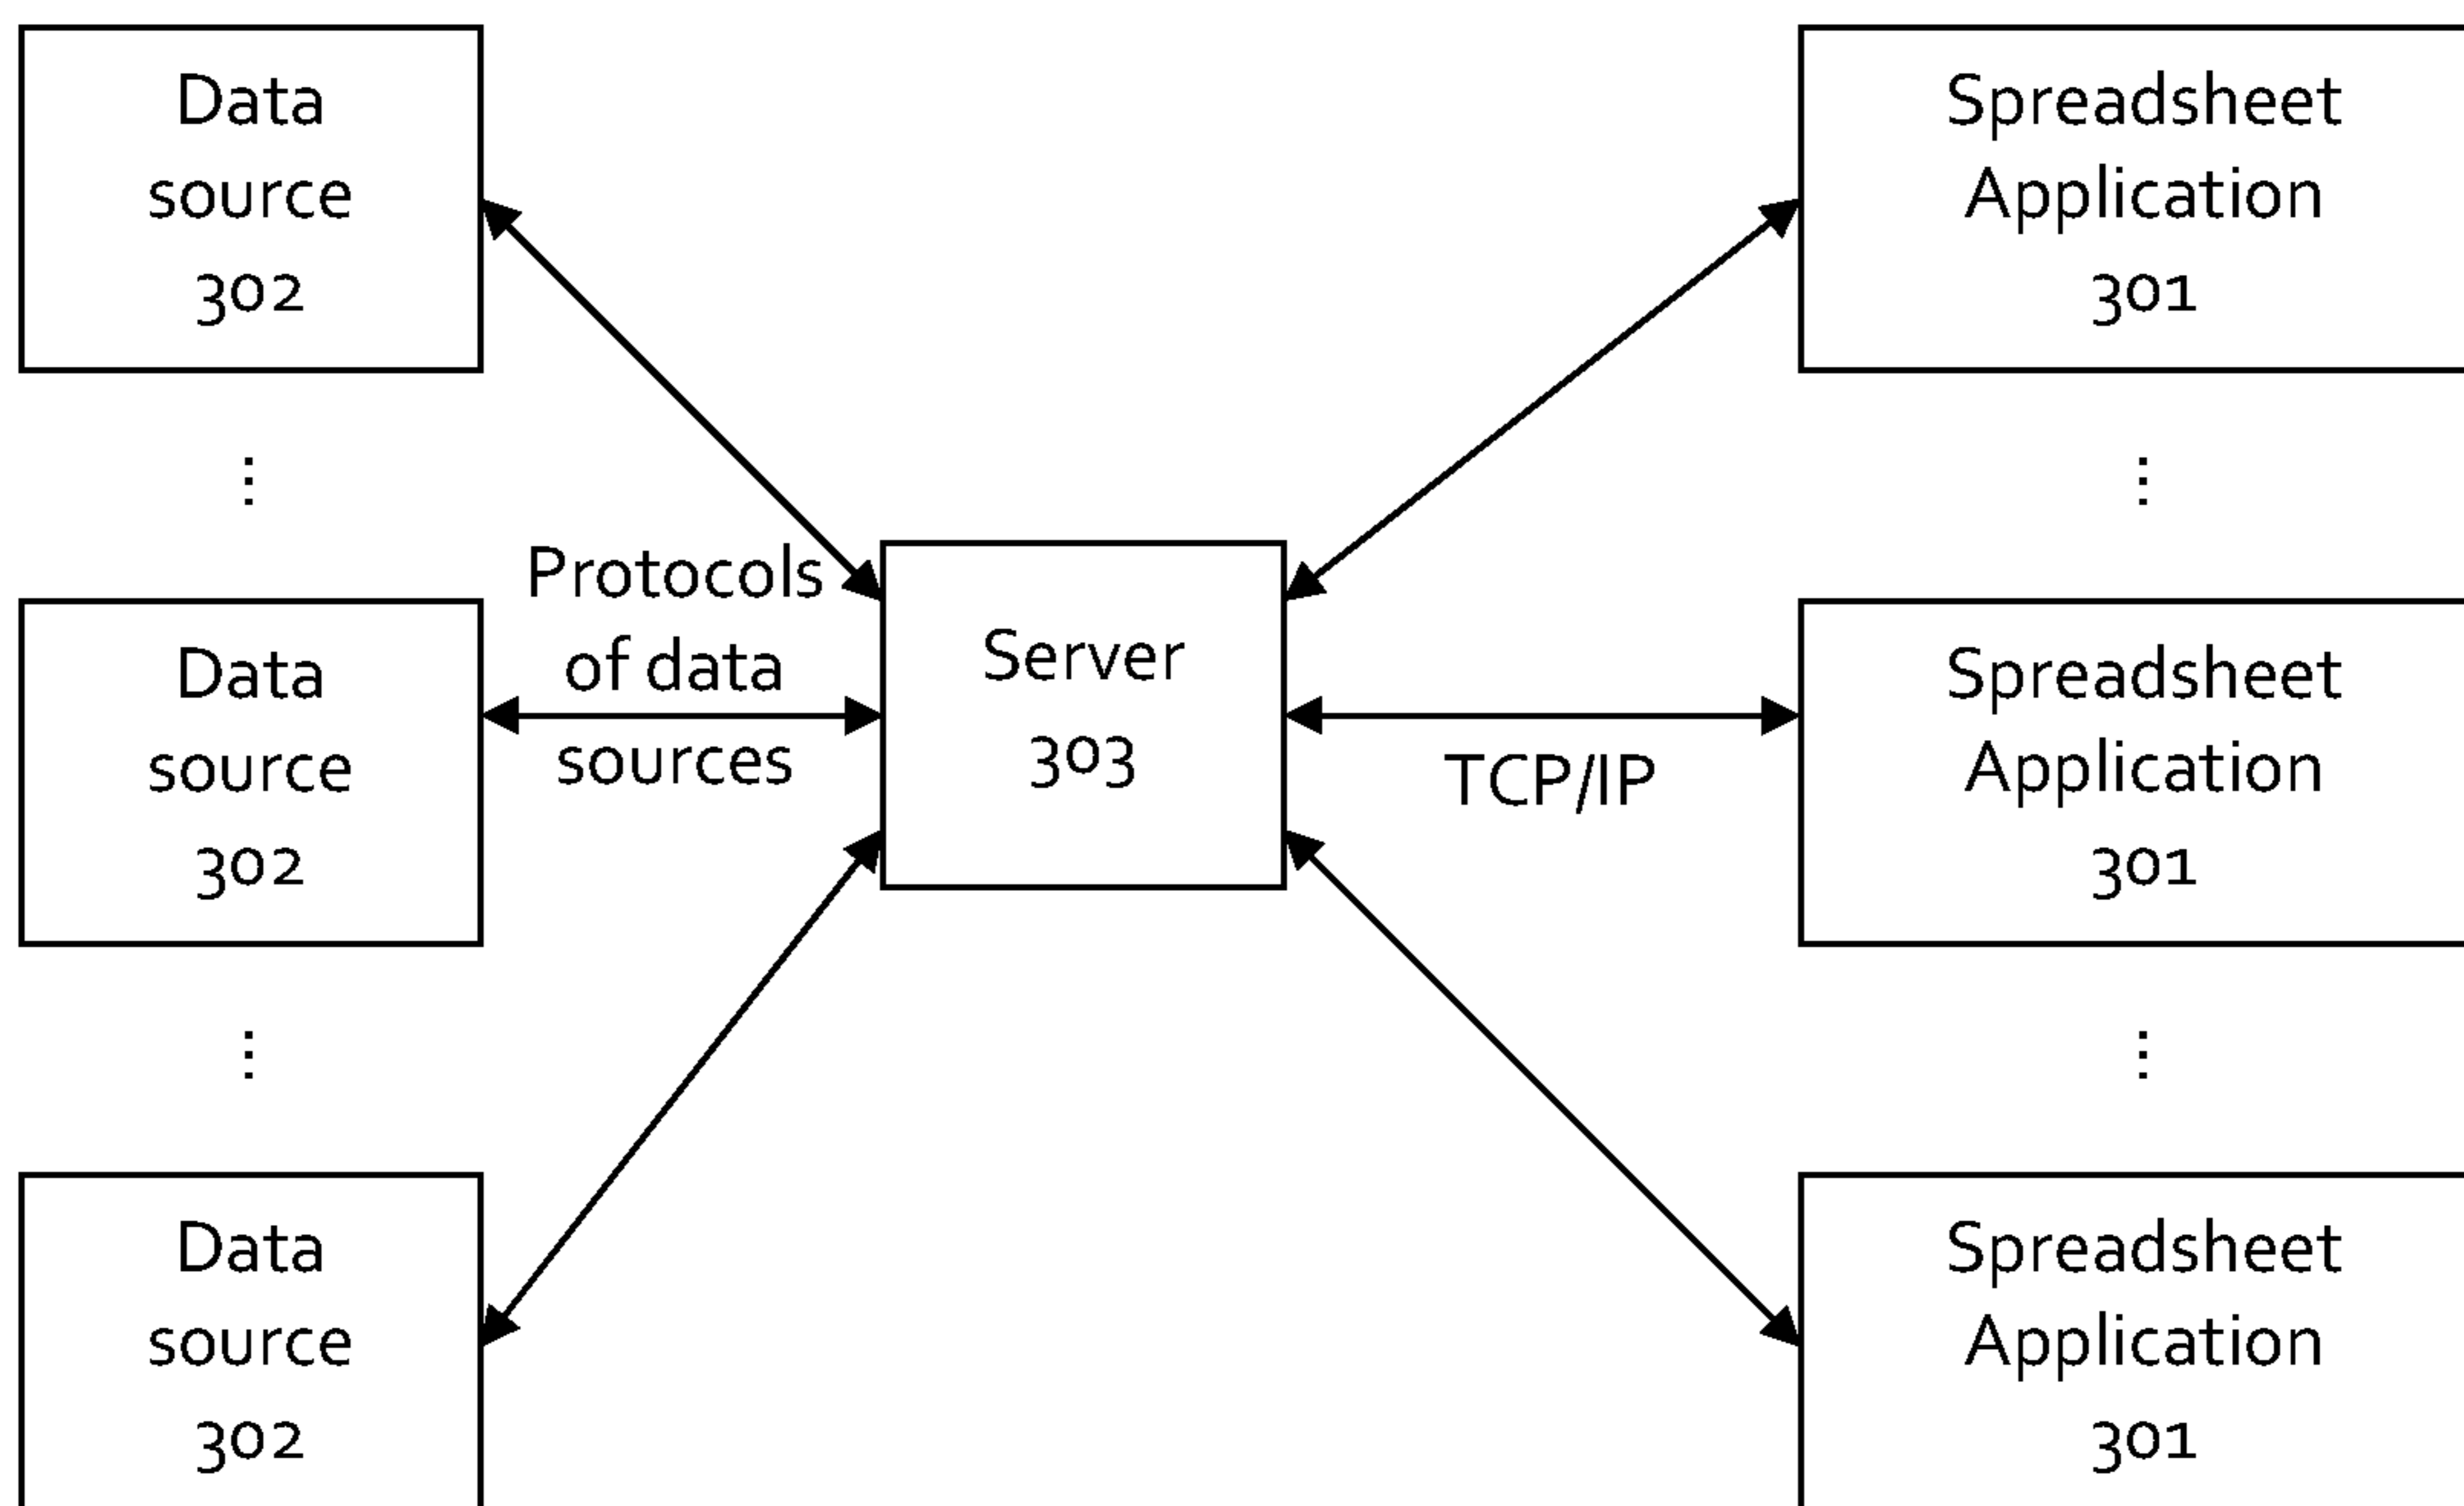 Data
source
302
Spreadsheet
Application
301
⋮
⋮
Protocols
of data
sources
Data
source
302
Server
303
TCP/IP
Spreadsheet
Application
301
⋮
⋮
Data
source
302
Spreadsheet
Application
301